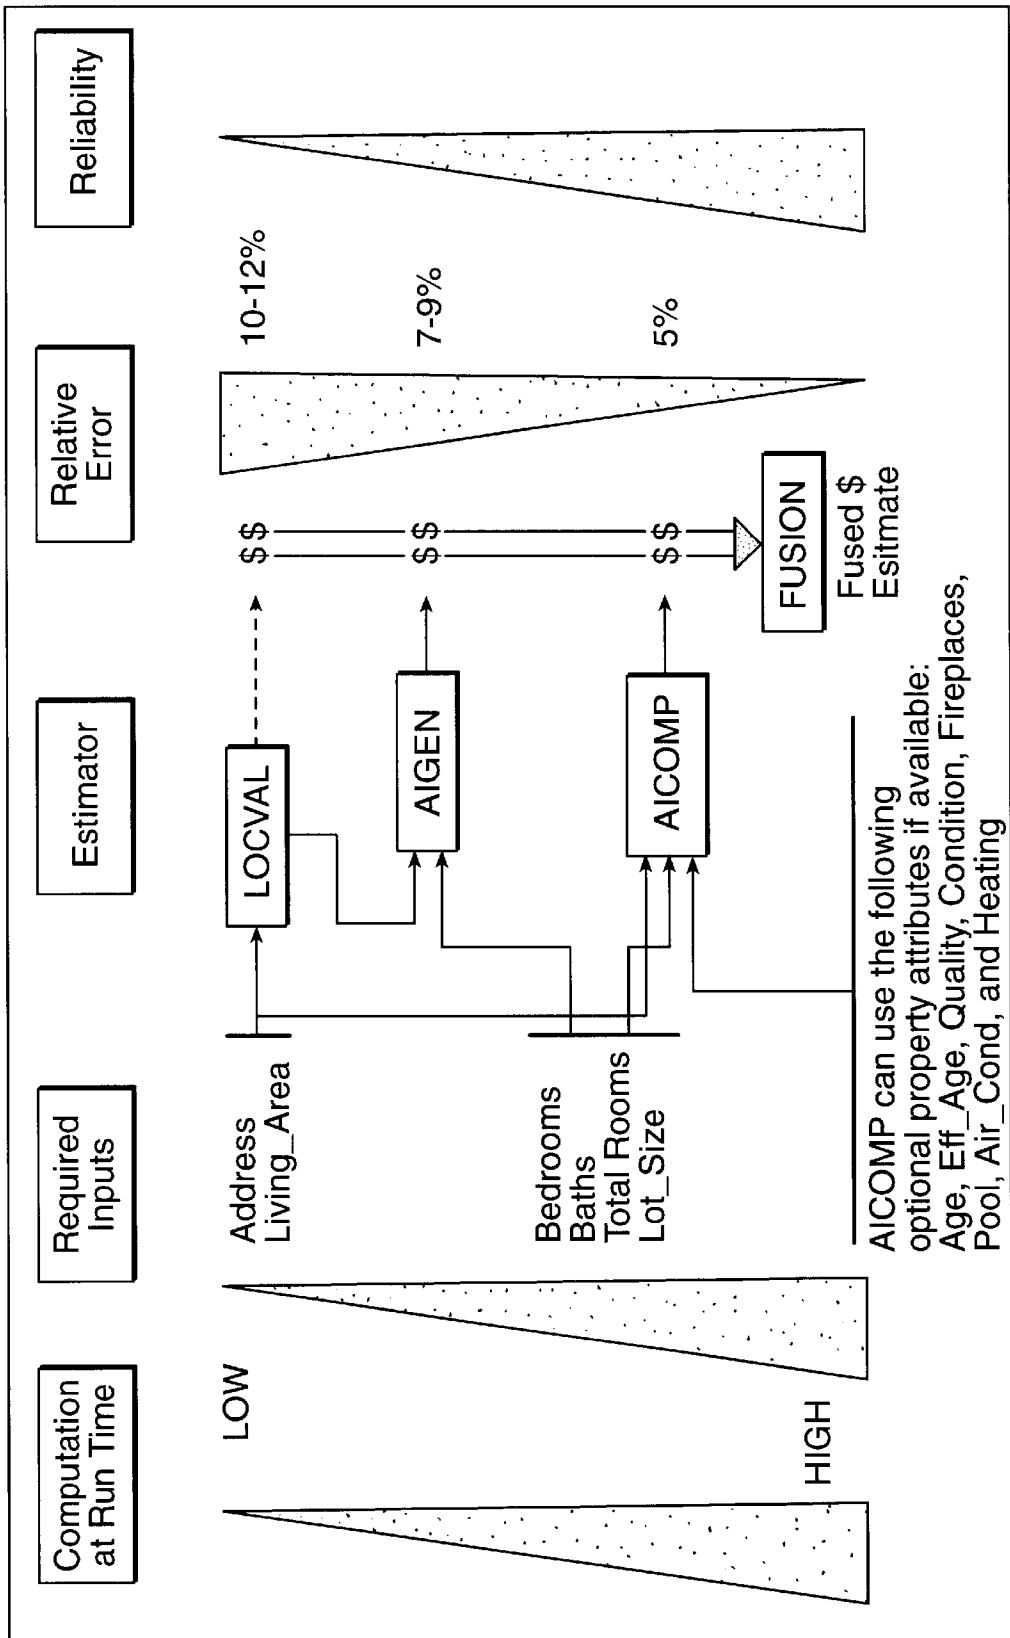 Computation
at Run Time
Required
Inputs
Estimator
Relative
Error
Reliability
LOW
HIGH
Address
Living_Area
Bedrooms
Baths
Total Rooms
Lot_Size
LOCVAL
AIGEN
AICOMP
$$
$$
$$
10-12%
7-9%
5%
FUSION
Fused $
Esitmate
AICOMP can use the following
optional property attributes if available:
Age, Eff_Age, Quality, Condition, Fireplaces,
Pool, Air_Cond, and Heating